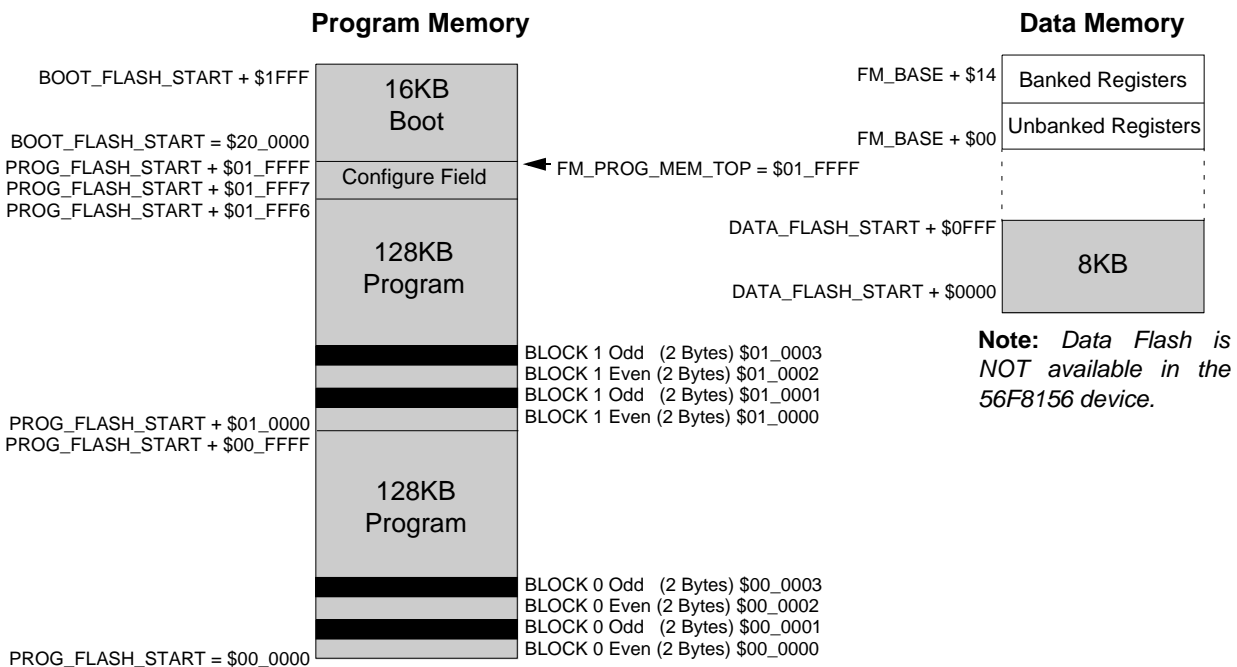 Program Memory
BOOT_FLASH_START + $1FFF
16KB
Boot
BOOT_FLASH_START = $20_0000
PROG_FLASH_START + $01_FFFF
PROG_FLASH_START + $01_FFF7
PROG_FLASH_START + $01_FFF6
Configure Field
FM_PROG_MEM_TOP = $01_FFFF
128KB
Program
BLOCK 1 Odd (2 Bytes) $01_0003
BLOCK 1 Even (2 Bytes) $01_0002
BLOCK 1 Odd (2 Bytes) $01_0001
BLOCK 1 Even (2 Bytes) $01_0000
PROG_FLASH_START + $01_0000
PROG_FLASH_START + $00_FFFF
128KB
Program
BLOCK 0 Odd (2 Bytes) $00_0003
BLOCK 0 Even (2 Bytes) $00_0002
BLOCK 0 Odd (2 Bytes) $00_0001
BLOCK 0 Even (2 Bytes) $00_0000
PROG_FLASH_START = $00_0000
Data Memory
FM_BASE + $14
Banked Registers
Unbanked Registers
FM_BASE + $00
DATA_FLASH_START + $0FFF
8KB
DATA_FLASH_START + $0000
Note: Data Flash is
NOT available in the
56F8156 device.